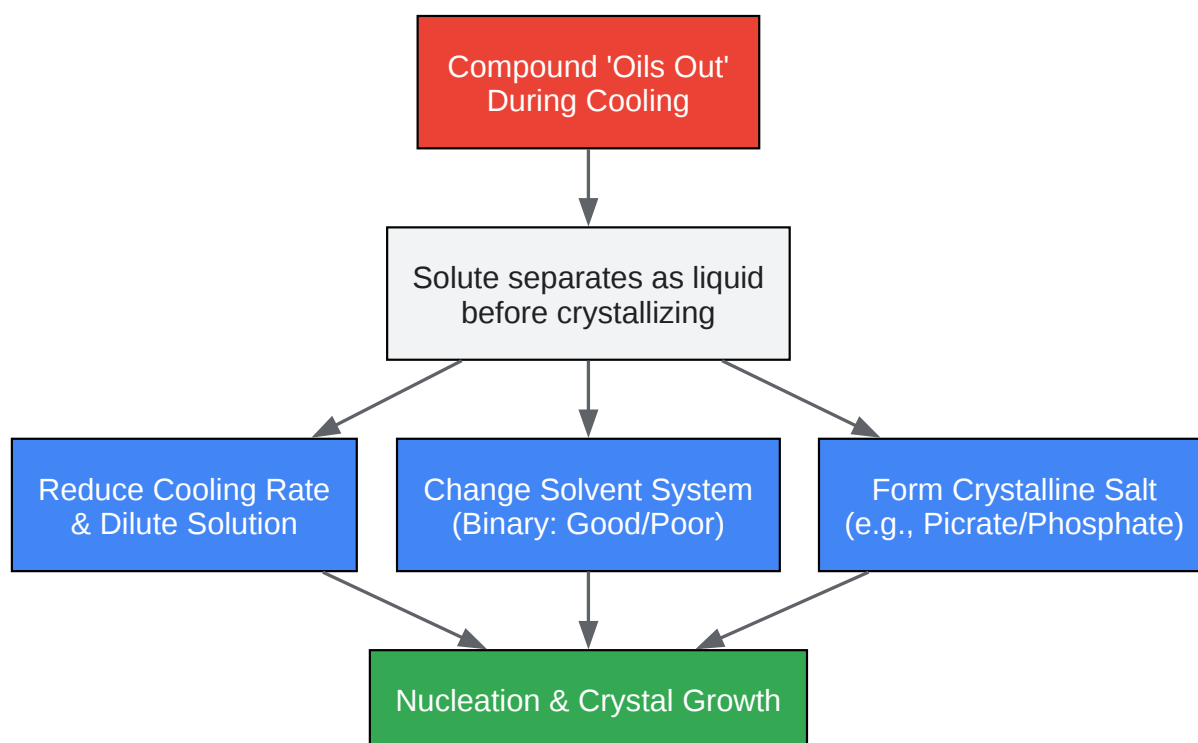 Compound 'Oils Out'
During Cooling
Solute separates as liquid
before crystallizing
Reduce Cooling Rate
& Dilute Solution
Change Solvent System
(Binary: Good/Poor)
Form Crystalline Salt
(e.g., Picrate/Phosphate)
Nucleation & Crystal Growth